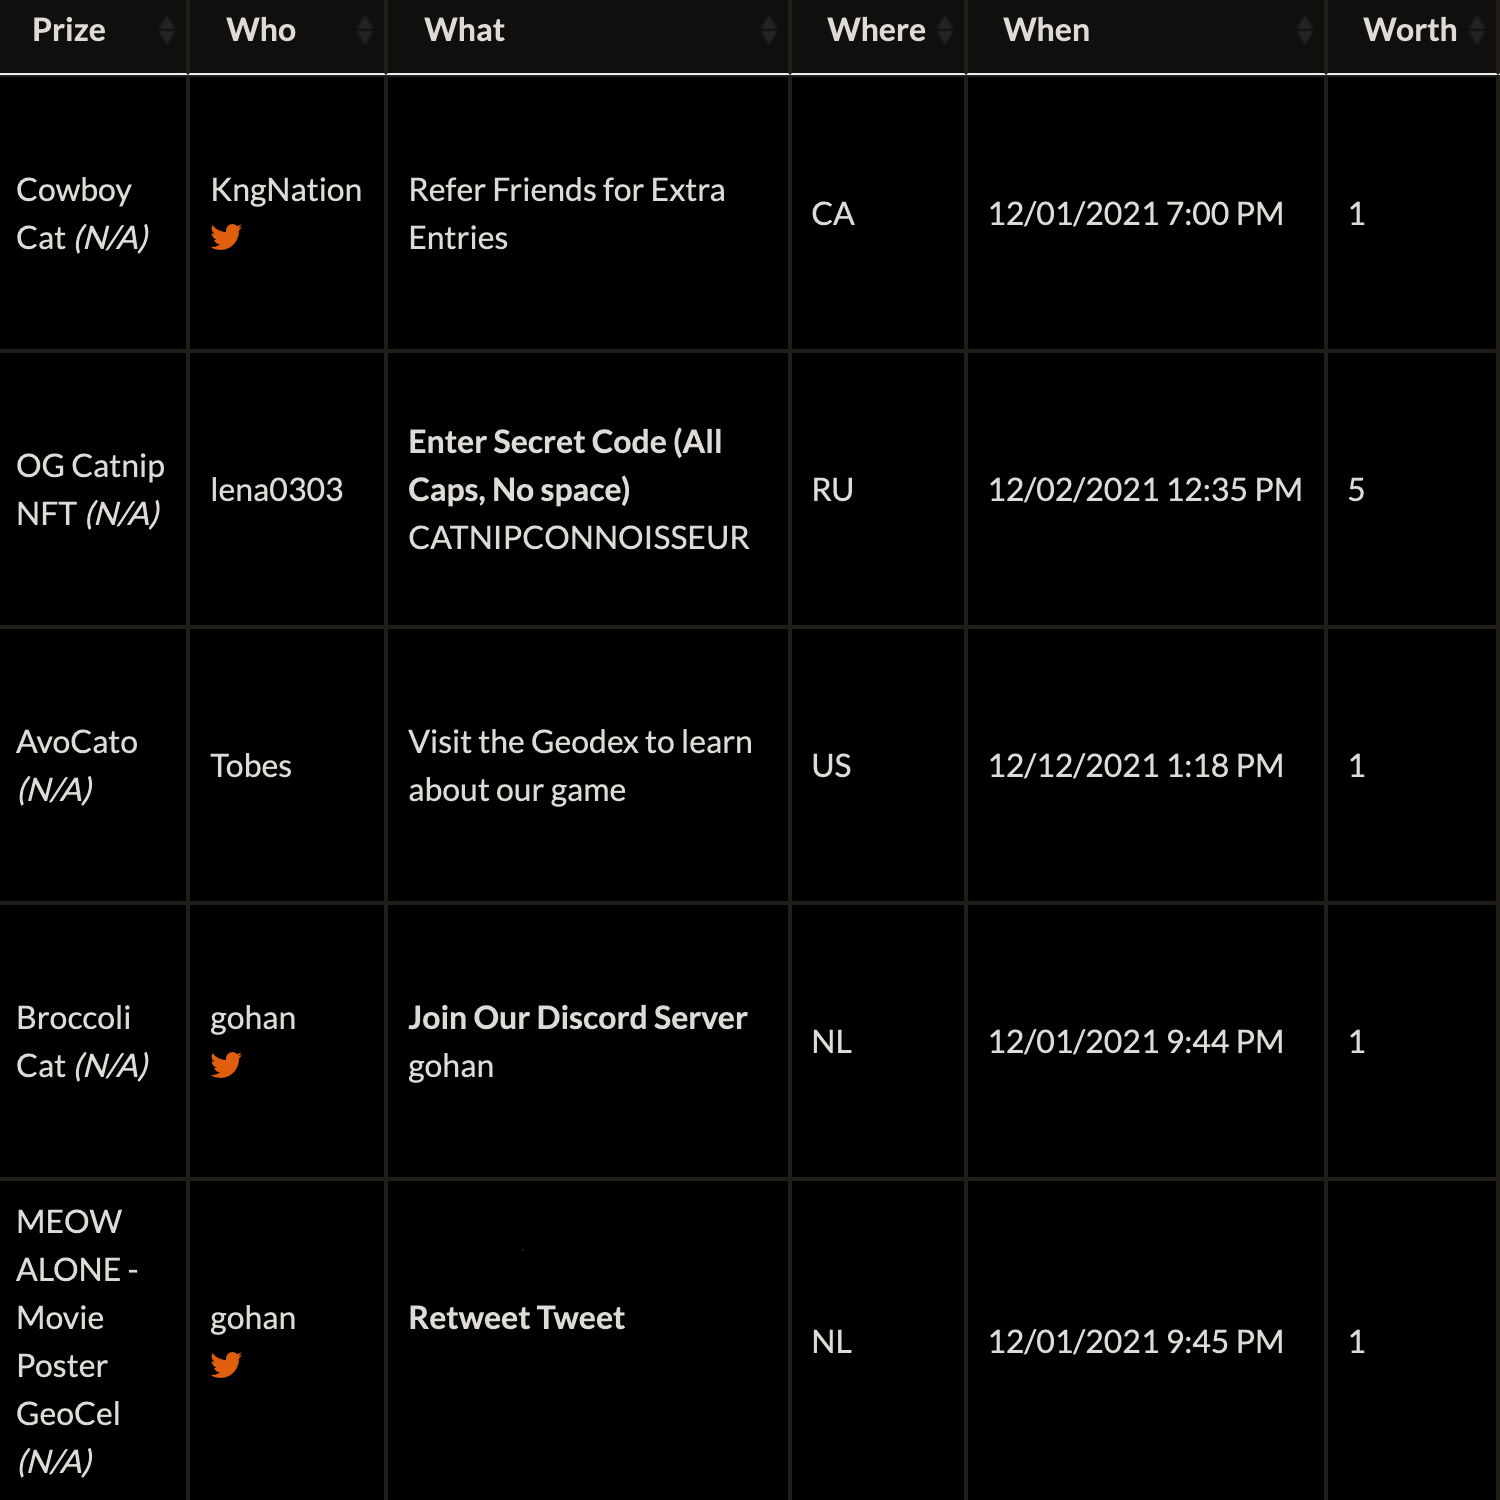 Prize Who What Where When Worth
Cowboy
Cat (N/A)
KngNation
Refer Friends for Extra
Entries
CA
12/01/2021 7:00 PM
1
OG Catnip
NFT (N/A)
lena0303
Enter Secret Code (All
Caps, No space)
CATNIPCONNOISSEUR
RU
12/02/2021 12:35 PM
5
AvoCato
(N/A)
Tobes
Visit the Geodex to learn
about our game
US
12/12/2021 1:18 PM
1
Broccoli
Cat (N/A)
gohan
Join Our Discord Server
gohan
NL
12/01/2021 9:44 PM
1
MEOW
ALONE -
Movie
Poster
GeoCel
(N/A)
gohan
Retweet Tweet
NL
12/01/2021 9:45 PM
1